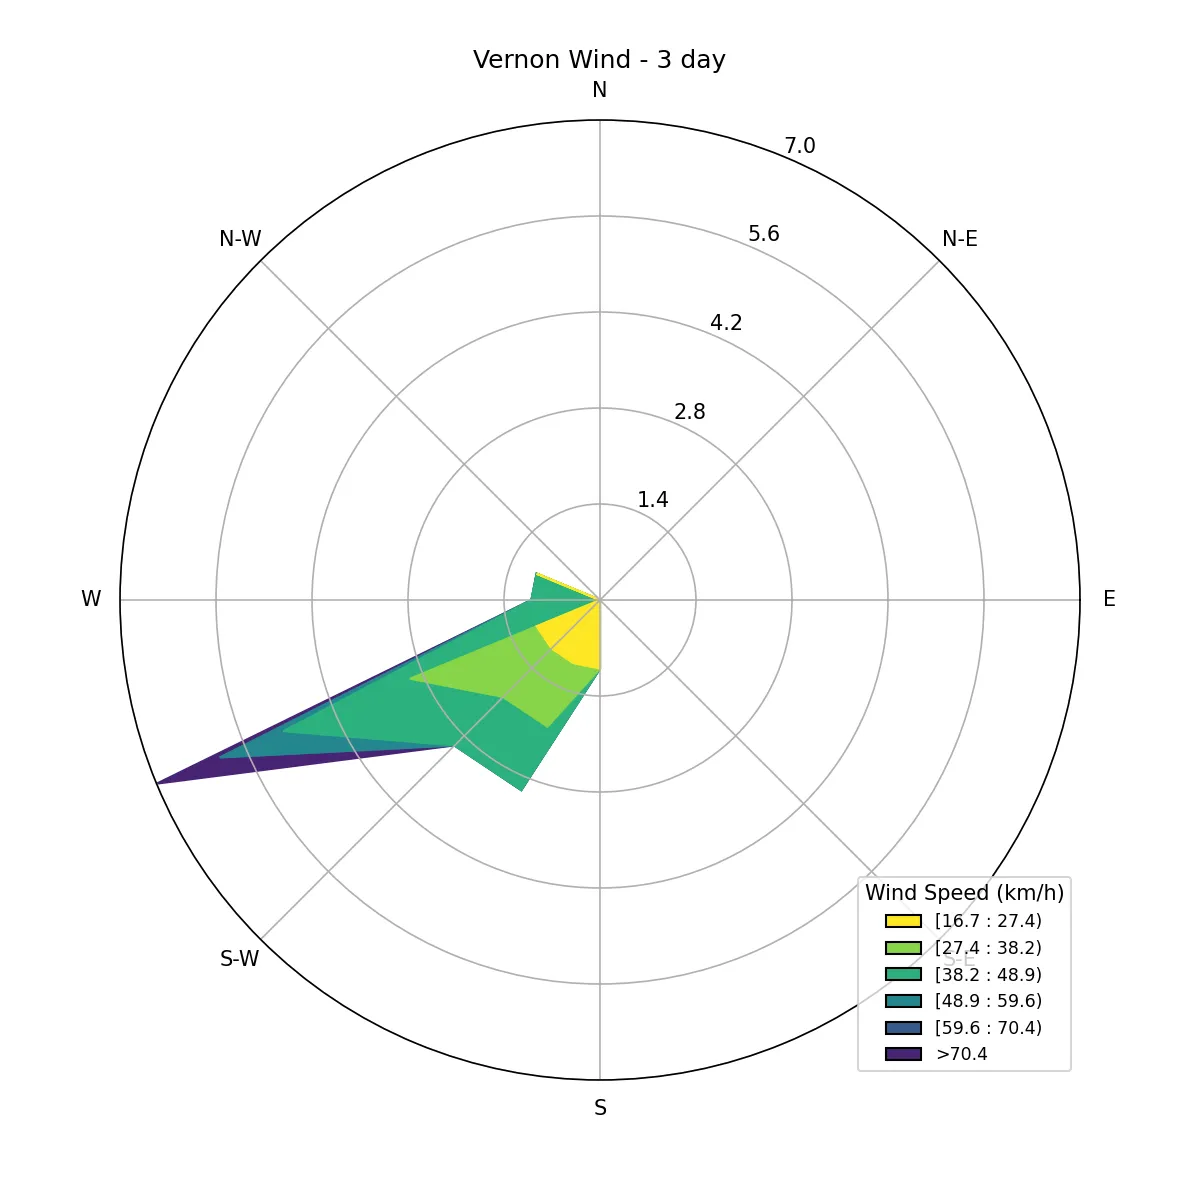 Vernon Wind - 3 day
N
7.0
N-W
N-E
5.6
4.2
2.8
1.4
W
E
S-W
S-E
S
Wind Speed (km/h)
[16.7 : 27.4)
[27.4 : 38.2)
[38.2 : 48.9)
[48.9 : 59.6)
[59.6 : 70.4)
>70.4